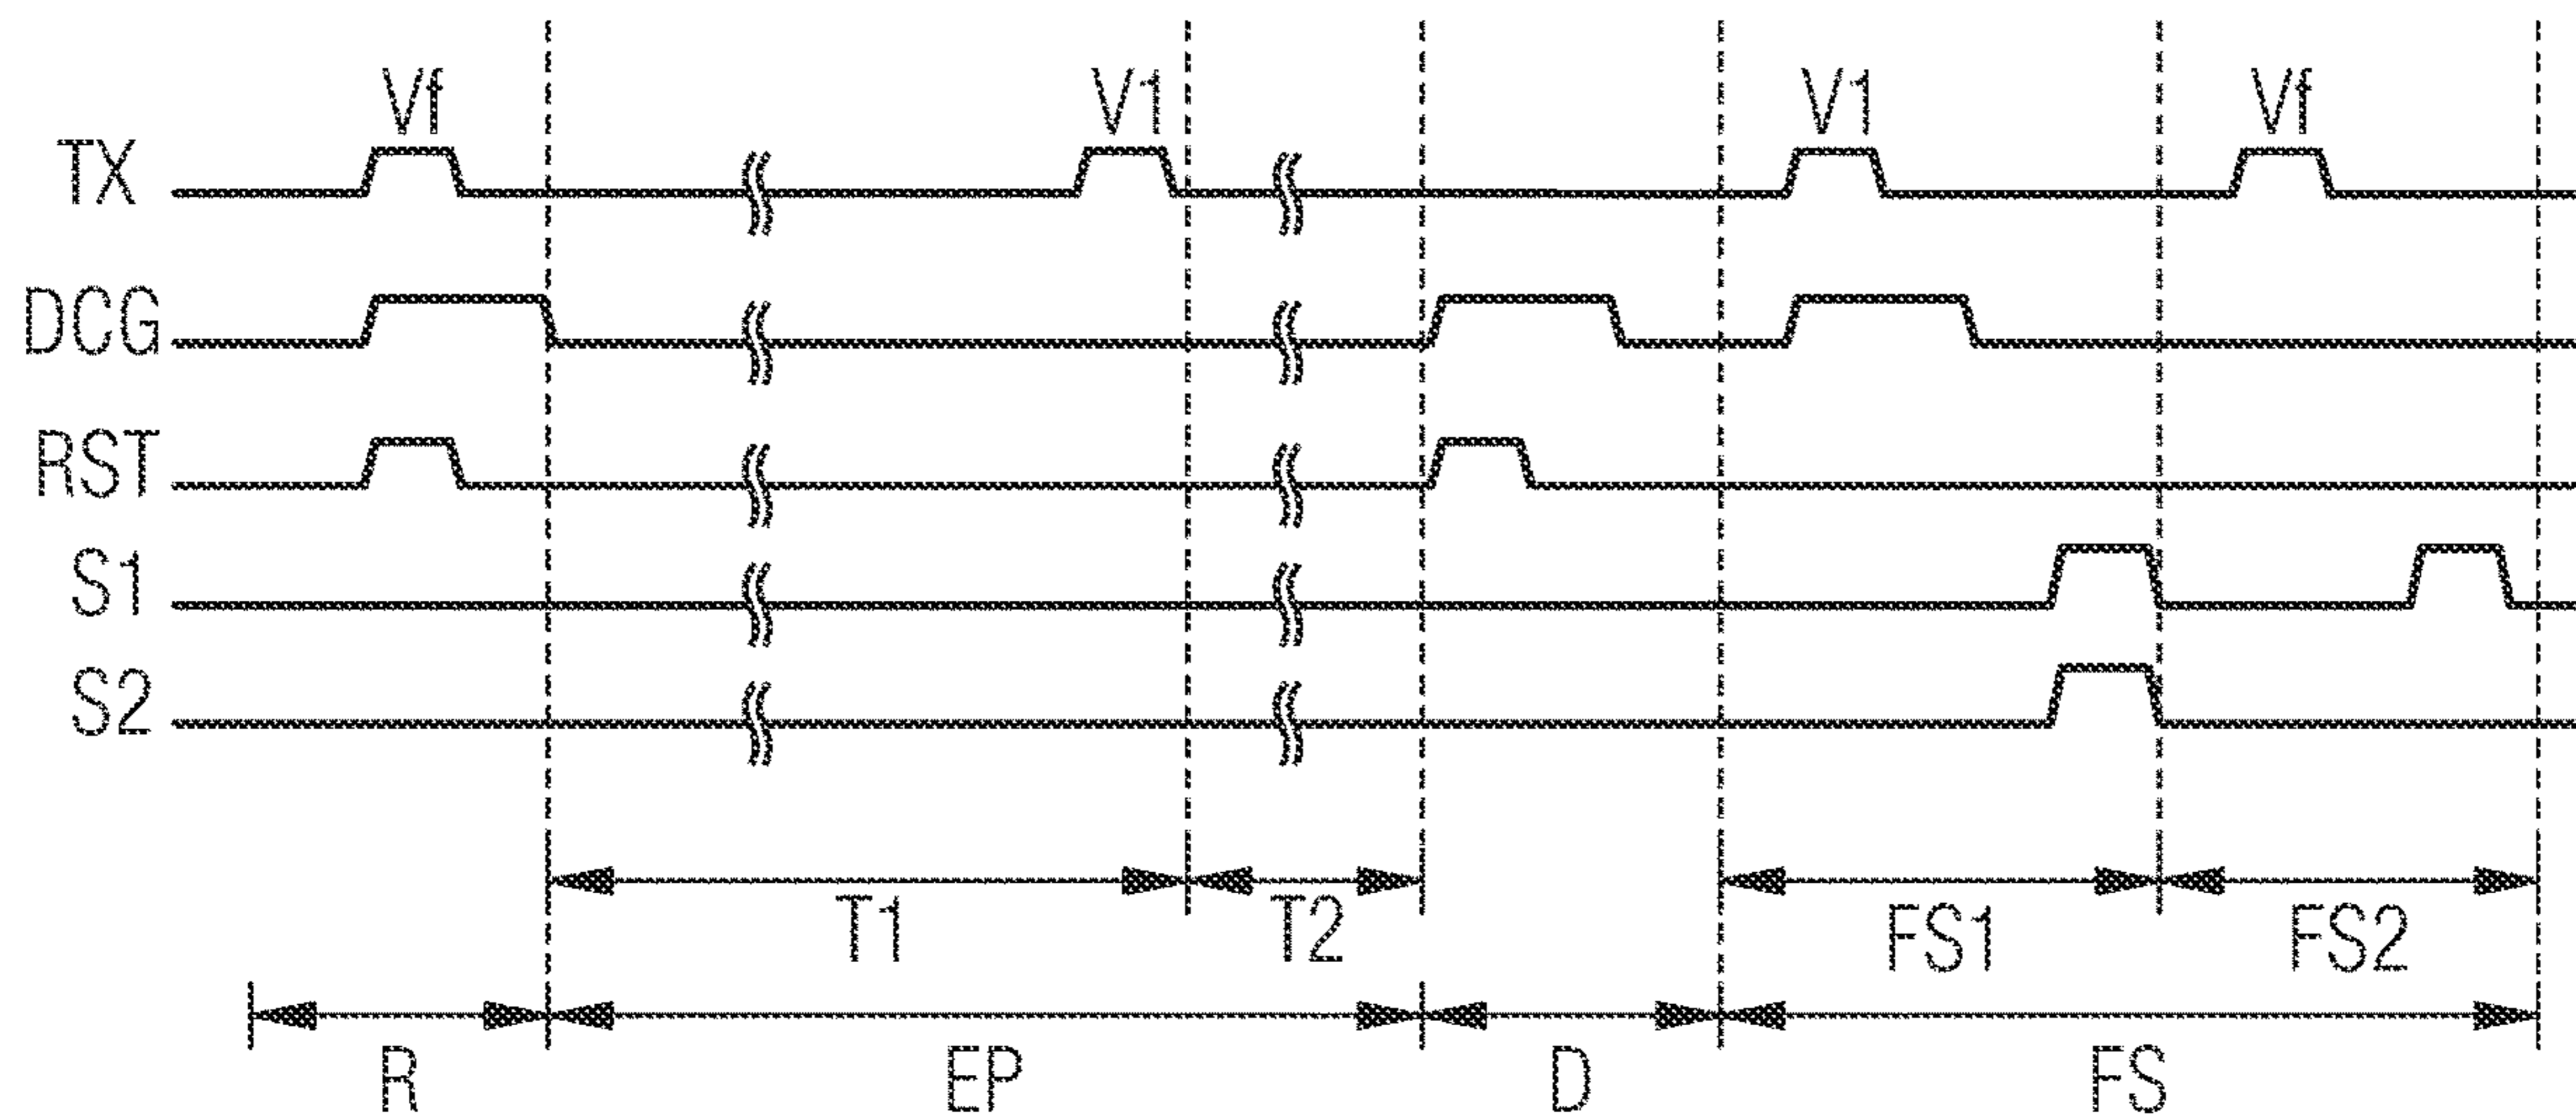 Vf V1 V1 Vf
TX
DCG
RST
S1
S2
T1 T2 FS1 FS2
R EP D FS